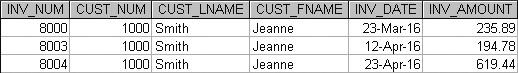 INV_NUM CUST_NUM CUST_LNAME CUST_FNAME INV_DATE INV_AMOUNT
8000 1000 Smith Jeanne 23-Mar-16 235.89
8003 1000 Smith Jeanne 12-Apr-16 194.78
8004 1000 Smith Jeanne 23-Apr-16 619.44